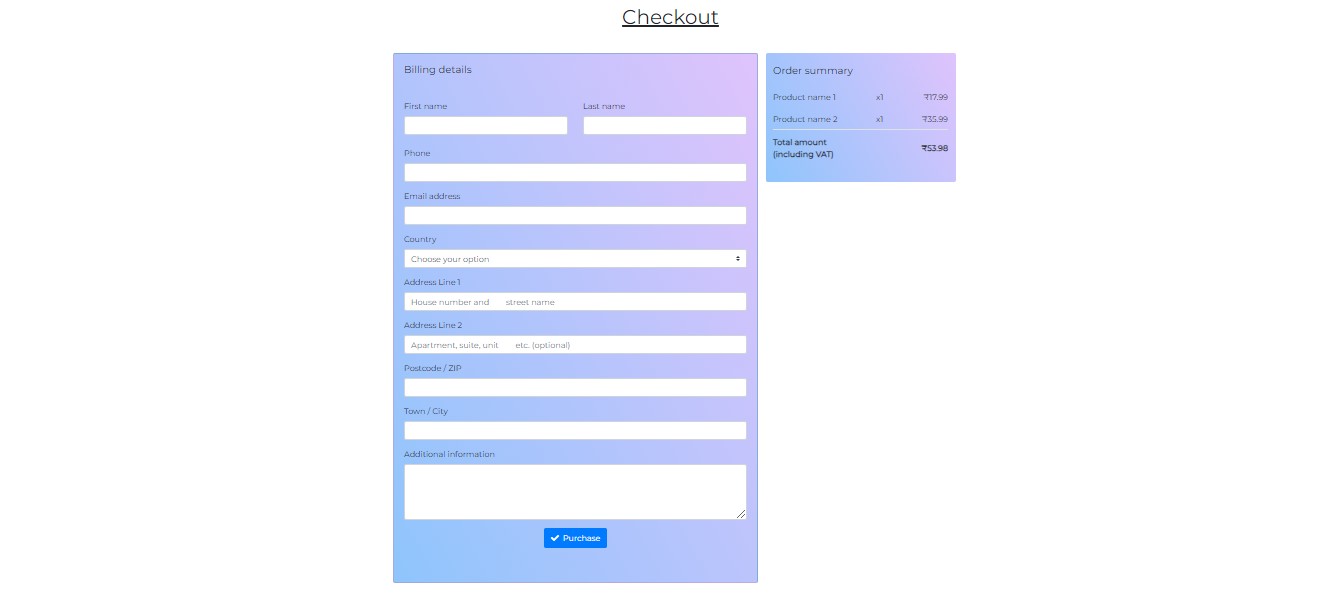 Checkout
Billing details
First name Last name
Phone
Email address
Country
Choose your option
Address Line 1
House number and street name
Address Line 2
Apartment, suite, unit etc. (optional)
Postcode / ZIP
Town / City
Additional information
Purchase
Order summary
Product name 1 x1 ₹17.99
Product name 2 x1 ₹35.99
Total amount
(including VAT) ₹53.98